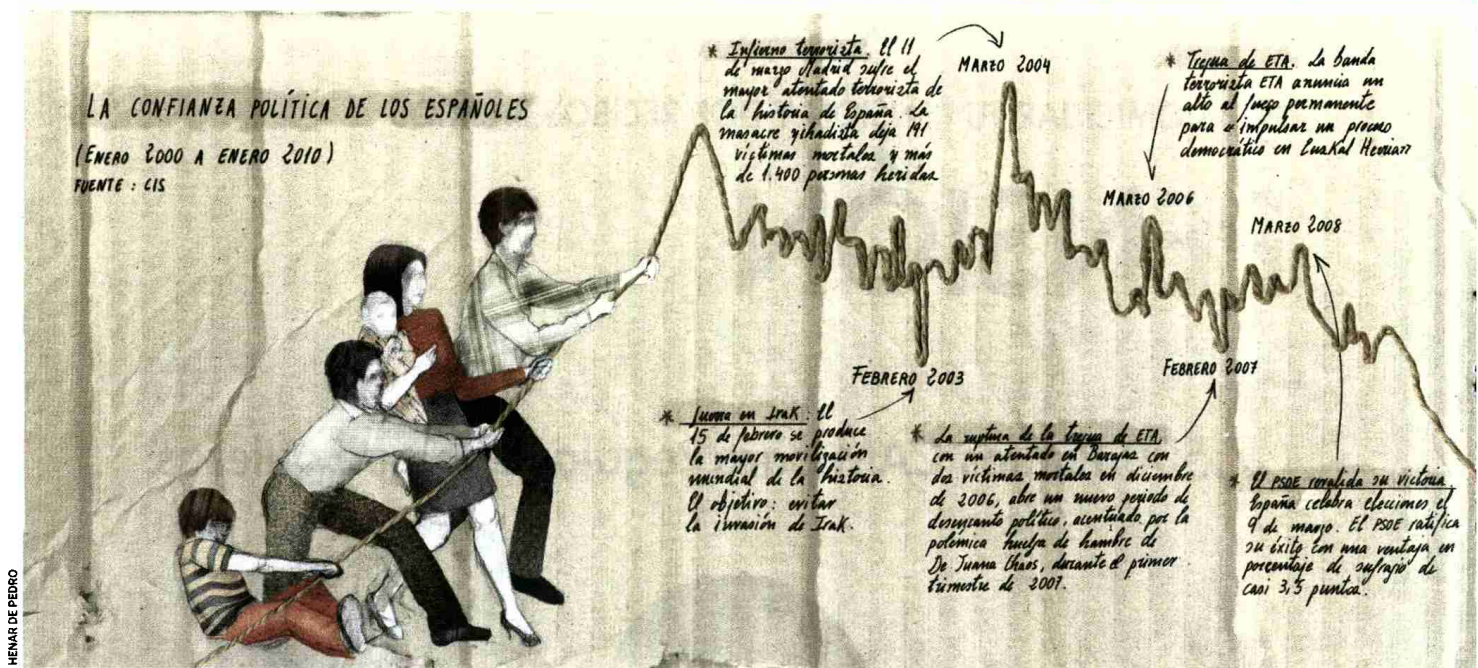 LA CONFIANZA POLÍTICA DE LOS ESPAÑOLES
(ENERO 2000 A ENERO 2010)
FUENTE : CIS
* Infierno terrorista. El 11
de marzo Madrid sufre el
mayor atentado terrorista de
la historia de España. La
masacre yihadista deja 191
víctimas mortales y más
de 1.400 personas heridas
MARZO 2004
* Tregua de ETA. La banda
terrorista ETA anuncia un
alto al fuego permanente
para « impulsar un proceso
democrático en Euskal Herria»
MARZO 2006
MARZO 2008
FEBRERO 2003
FEBRERO 2007
* Guerra en Irak : El
15 de febrero se produce
la mayor movilización
mundial de la historia.
El objetivo: evitar
la invasión de Irak.
* La ruptura de la tregua de ETA,
con un atentado en Barajas con
dos víctimas mortales en diciembre
de 2006, abre un nuevo periodo de
desencanto político, acentuado por la
polémica huelga de hambre de
De Juana Chaos, durante el primer
trimestre de 2007.
* El PSOE revalida su victoria.
España celebra elecciones el
9 de marzo. El PSOE ratifica
su éxito con una ventaja en
porcentaje de sufragio de
casi 3,5 puntos.
HENAR DE PEDRO